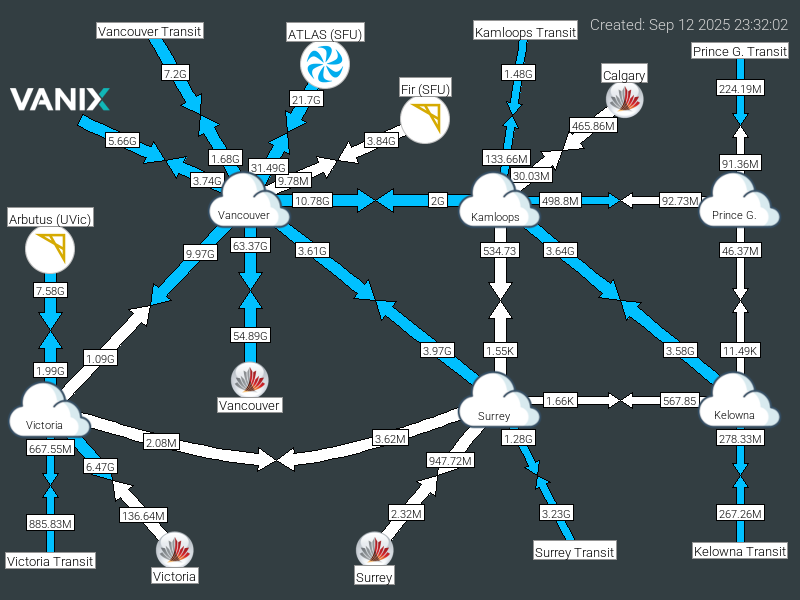 Created: Sep 12 2025 23:32:02
Vancouver Transit
ATLAS (SFU)
Kamloops Transit
Prince G. Transit
7.2G
1.48G
Calgary
224.19M
Fir (SFU)
VANIX
21.7G
465.86M
5.66G
3.84G
1.68G
133.66M
91.36M
31.49G
30.03M
3.74G
9.78M
10.78G
2G
498.8M
92.73M
Vancouver
Kamloops
Prince G.
Arbutus (UVic)
9.97G
63.37G
3.61G
534.73
3.64G
46.37M
7.58G
54.89G
1.09G
3.97G
1.55K
3.58G
11.49K
1.99G
Vancouver
1.66K
567.85
Victoria
Surrey
Kelowna
667.55M
2.08M
3.62M
1.28G
278.33M
6.47G
947.72M
885.83M
136.64M
2.32M
3.23G
267.26M
Victoria Transit
Victoria
Surrey
Surrey Transit
Kelowna Transit